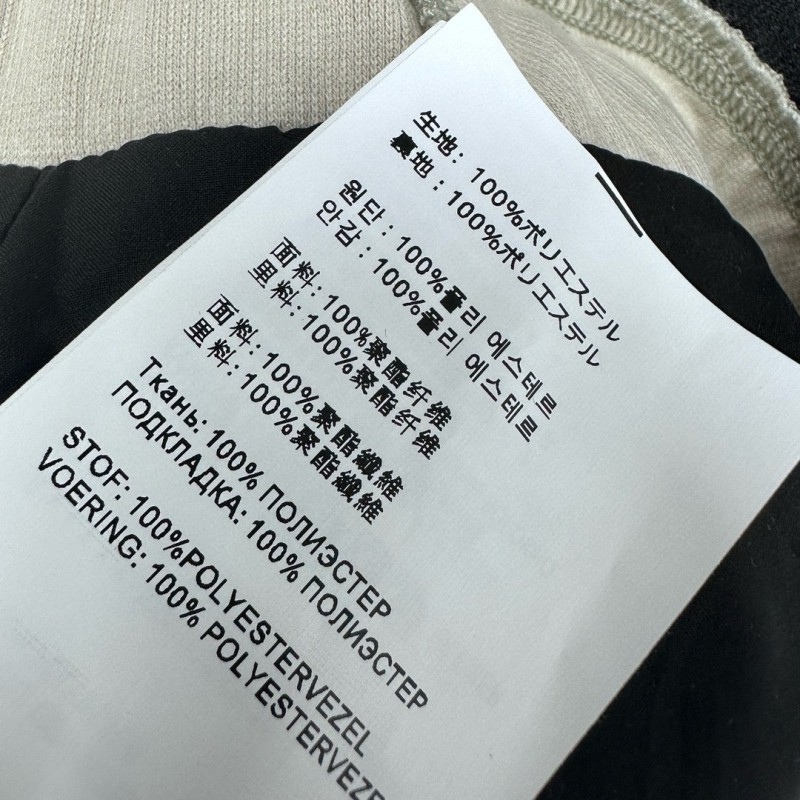 生地: 100%ポリエステル
裏地: 100%ポリエステル
원단: 100%폴리 에스테르
안감: 100%폴리 에스테르
面料: 100%聚酯纤维
里料: 100%聚酯纤维
面料: 100%聚酯纖維
里料: 100%聚酯纖維
Ткань: 100% ПОЛИЭСТЕР
ПОДКЛАДКА: 100% ПОЛИЭСТЕР
STOF: 100%POLYESTERVEZEL
VOERING: 100% POLYESTERVEZE